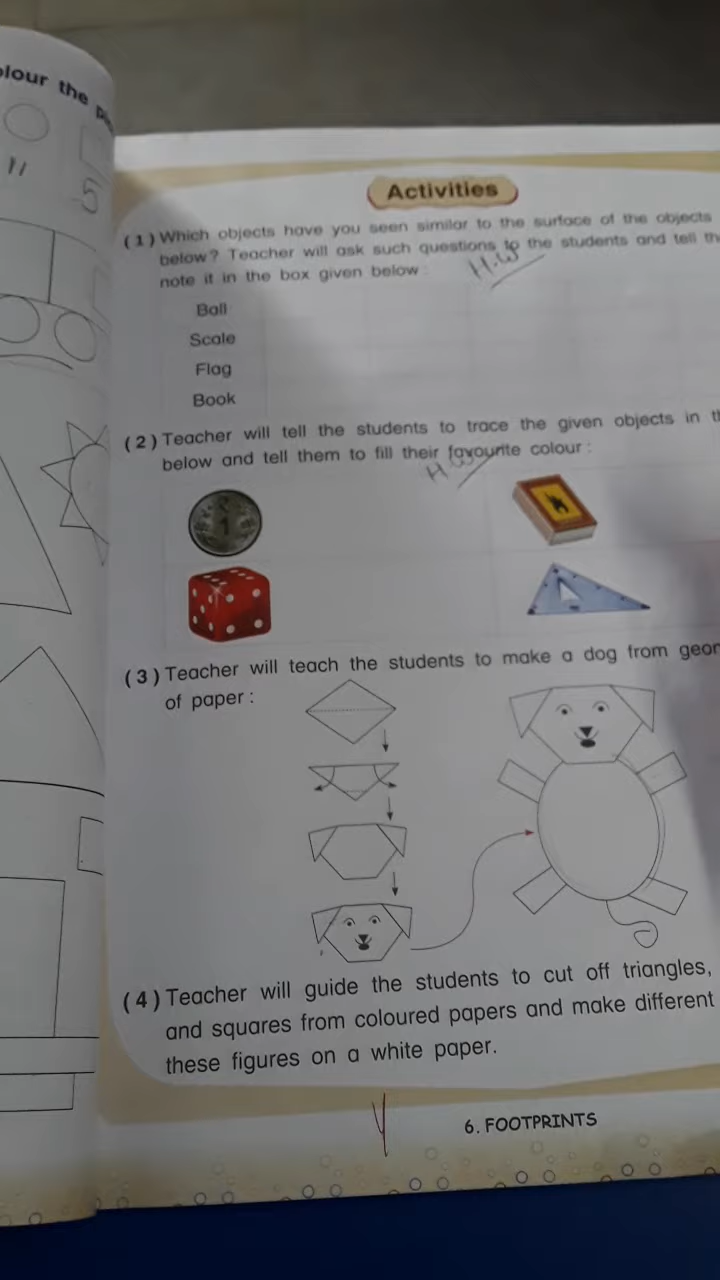 lour the
11
5
Activities
(1) Which objects have you seen similar to the surface of the objects
below? Teacher will ask such questions to the students and tell
note it in the box given below :
H.W
Ball
Scale
Flag
Book
(2) Teacher will tell the students to trace the given objects in
below and tell them to fill their favourite colour :
H.W
1
(3) Teacher will teach the students to make a dog from
of paper :
(4) Teacher will guide the students to cut off triangles,
and squares from coloured papers and make different
these figures on a white paper.
6. FOOTPRINTS